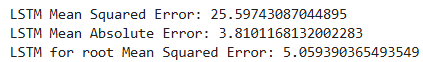 LSTM Mean Squared Error: 25.59743087044895
LSTM Mean Absolute Error: 3.8101168132002283
LSTM for root Mean Squared Error: 5.059390365493549